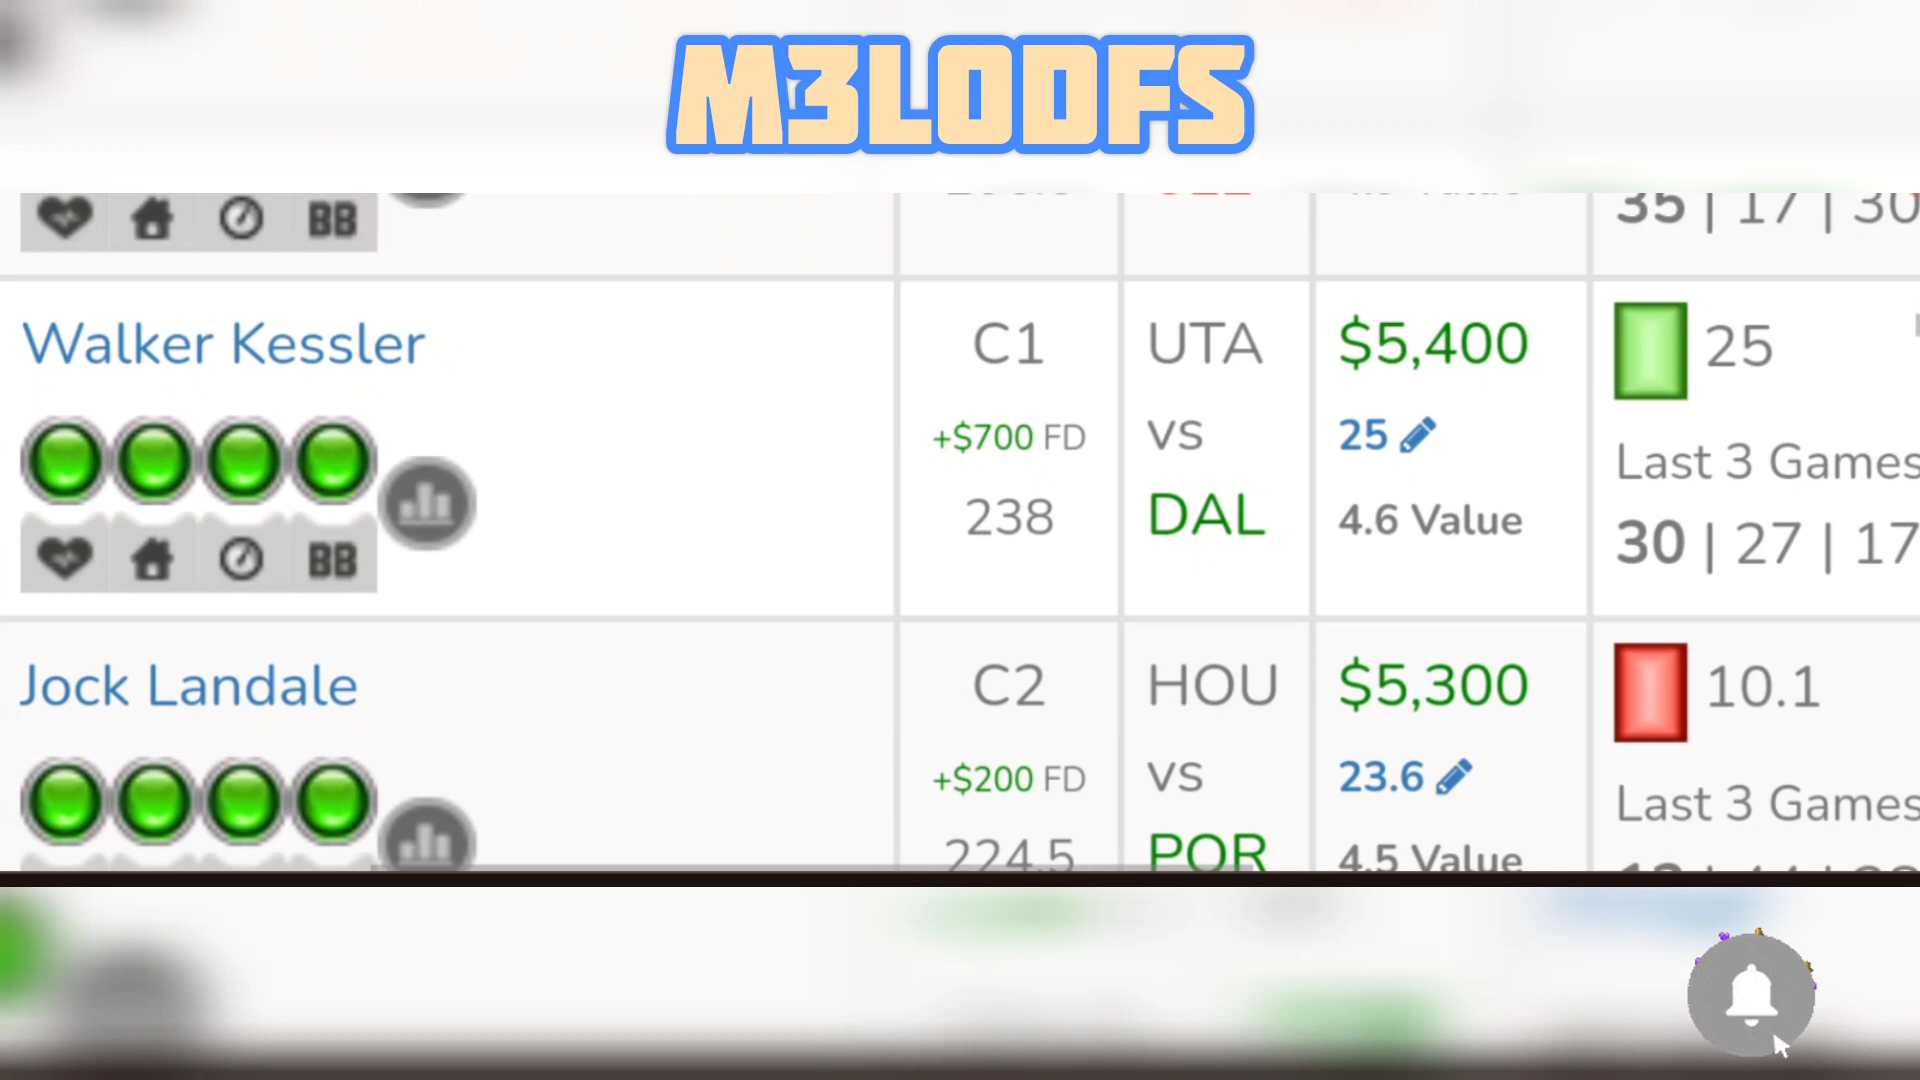 M3LODFS
35 | 17 | 30
BB
Walker Kessler
C1
UTA
$5,400
25
+$700 FD
vs
25
Last 3 Games
238
DAL
4.6 Value
30 | 27 | 17
BB
Jock Landale
C2
HOU
$5,300
10.1
+$200 FD
vs
23.6
Last 3 Games
224.5
POR
4.5 Value